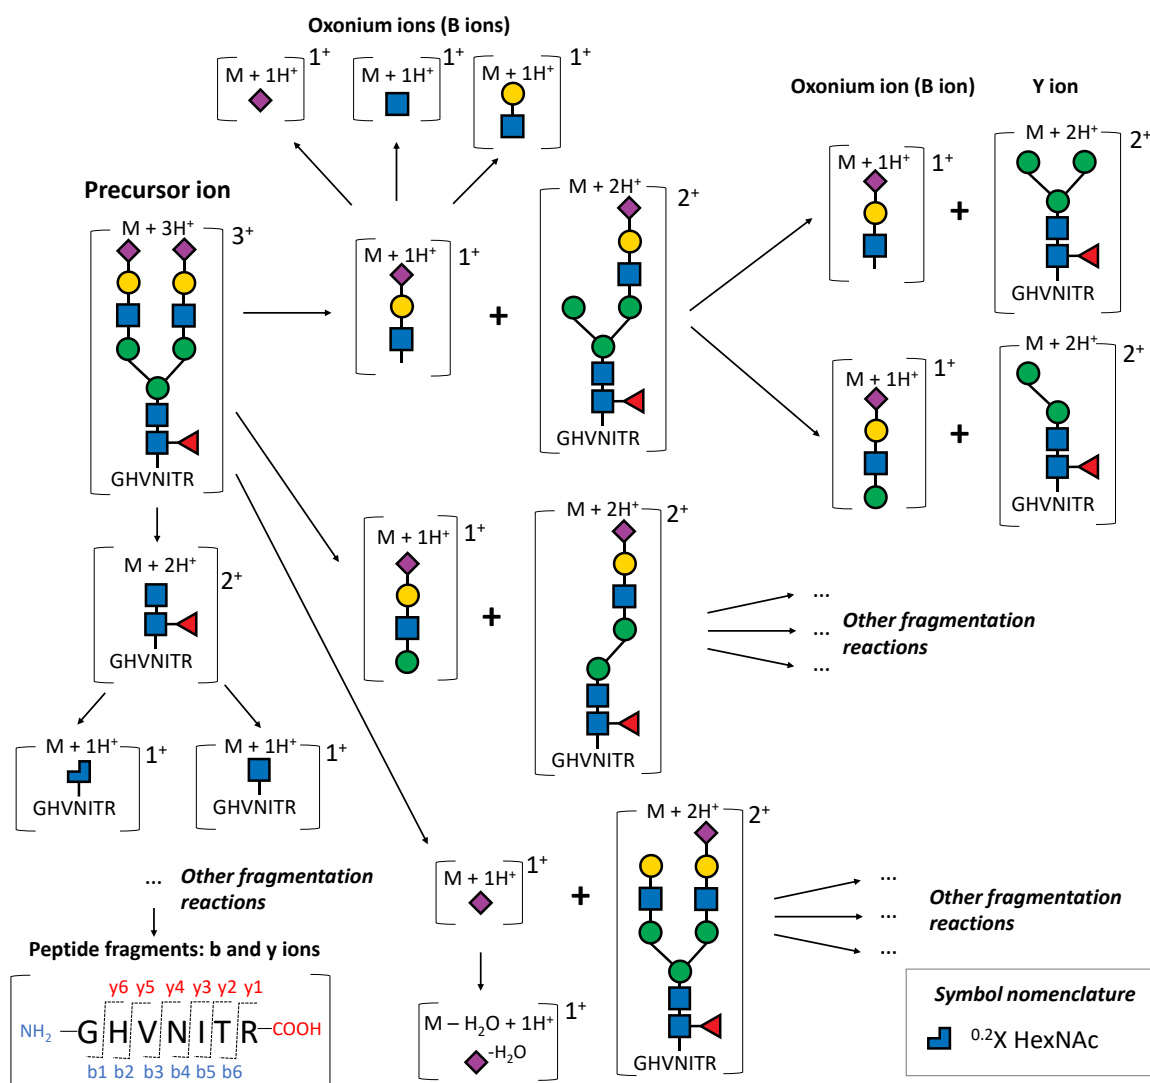 Oxonium ions (B ions)
M + 1H⁺ 1⁺
M + 1H⁺ 1⁺
M + 1H⁺ 1⁺
Oxonium ion (B ion)
Y ion
Precursor ion
M + 3H⁺ 3⁺
GHVNITR
M + 1H⁺ 1⁺
+
M + 2H⁺ 2⁺
GHVNITR
M + 1H⁺ 1⁺
+
M + 2H⁺ 2⁺
GHVNITR
M + 1H⁺ 1⁺
+
M + 2H⁺ 2⁺
GHVNITR
M + 2H⁺ 2⁺
GHVNITR
M + 1H⁺ 1⁺
GHVNITR
M + 1H⁺ 1⁺
GHVNITR
M + 1H⁺ 1⁺
+
M + 2H⁺ 2⁺
GHVNITR
...
...
...
Other fragmentation
reactions
M + 1H⁺ 1⁺
+
M + 2H⁺ 2⁺
GHVNITR
...
...
...
Other fragmentation
reactions
M – H₂O + 1H⁺ 1⁺
-H₂O
... Other fragmentation
reactions
Peptide fragments: b and y ions
y6 y5 y4 y3 y2 y1
NH₂ GHVNITR COOH
b1 b2 b3 b4 b5 b6
Symbol nomenclature
⁰·²X HexNAc